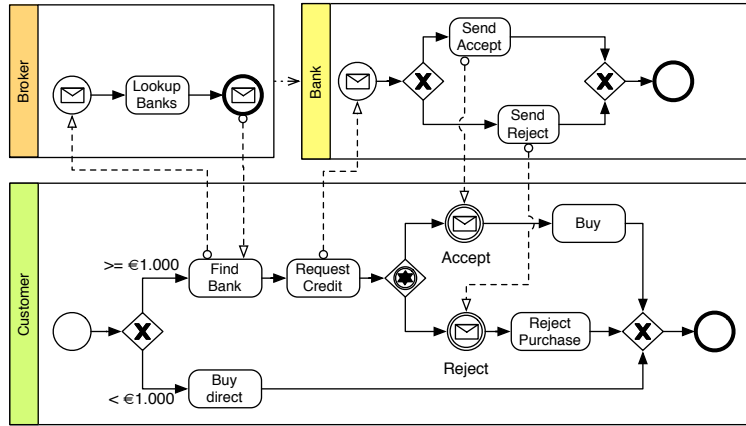 Broker
Lookup
Banks
Bank
Send
Accept
Send
Reject
Customer
>= €1.000
Find
Bank
Request
Credit
Accept
Buy
Reject
Reject
Purchase
< €1.000
Buy
direct